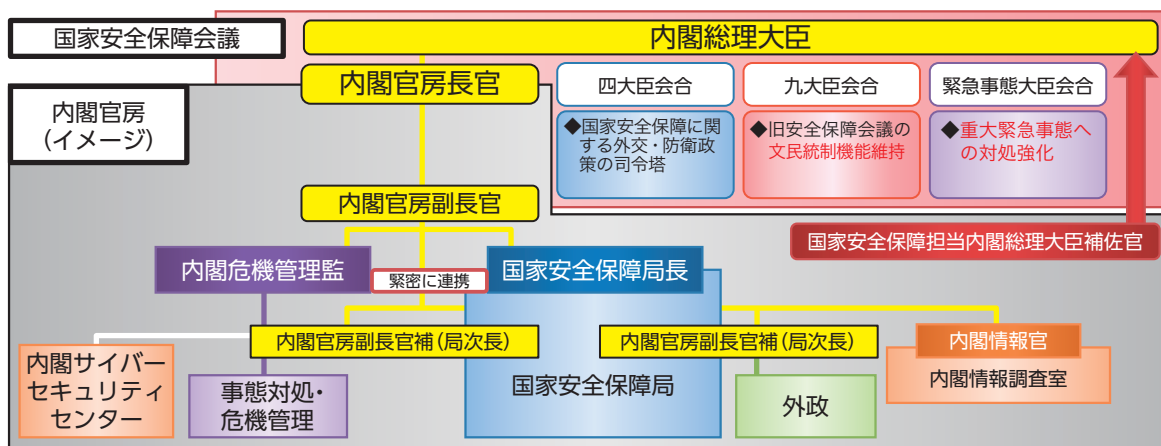 国家安全保障会議
内閣総理大臣
内閣官房長官
四大臣会合
九大臣会合
緊急事態大臣会合
内閣官房
(イメージ)
◆国家安全保障に関
する外交・防衛政
策の司令塔
◆旧安全保障会議の
文民統制機能維持
◆重大緊急事態へ
の対処強化
内閣官房副長官
国家安全保障担当内閣総理大臣補佐官
内閣危機管理監
緊密に連携
国家安全保障局長
内閣官房副長官補(局次長)
内閣官房副長官補(局次長)
内閣情報官
内閣サイバー
セキュリティ
センター
事態対処・
危機管理
国家安全保障局
外政
内閣情報調査室